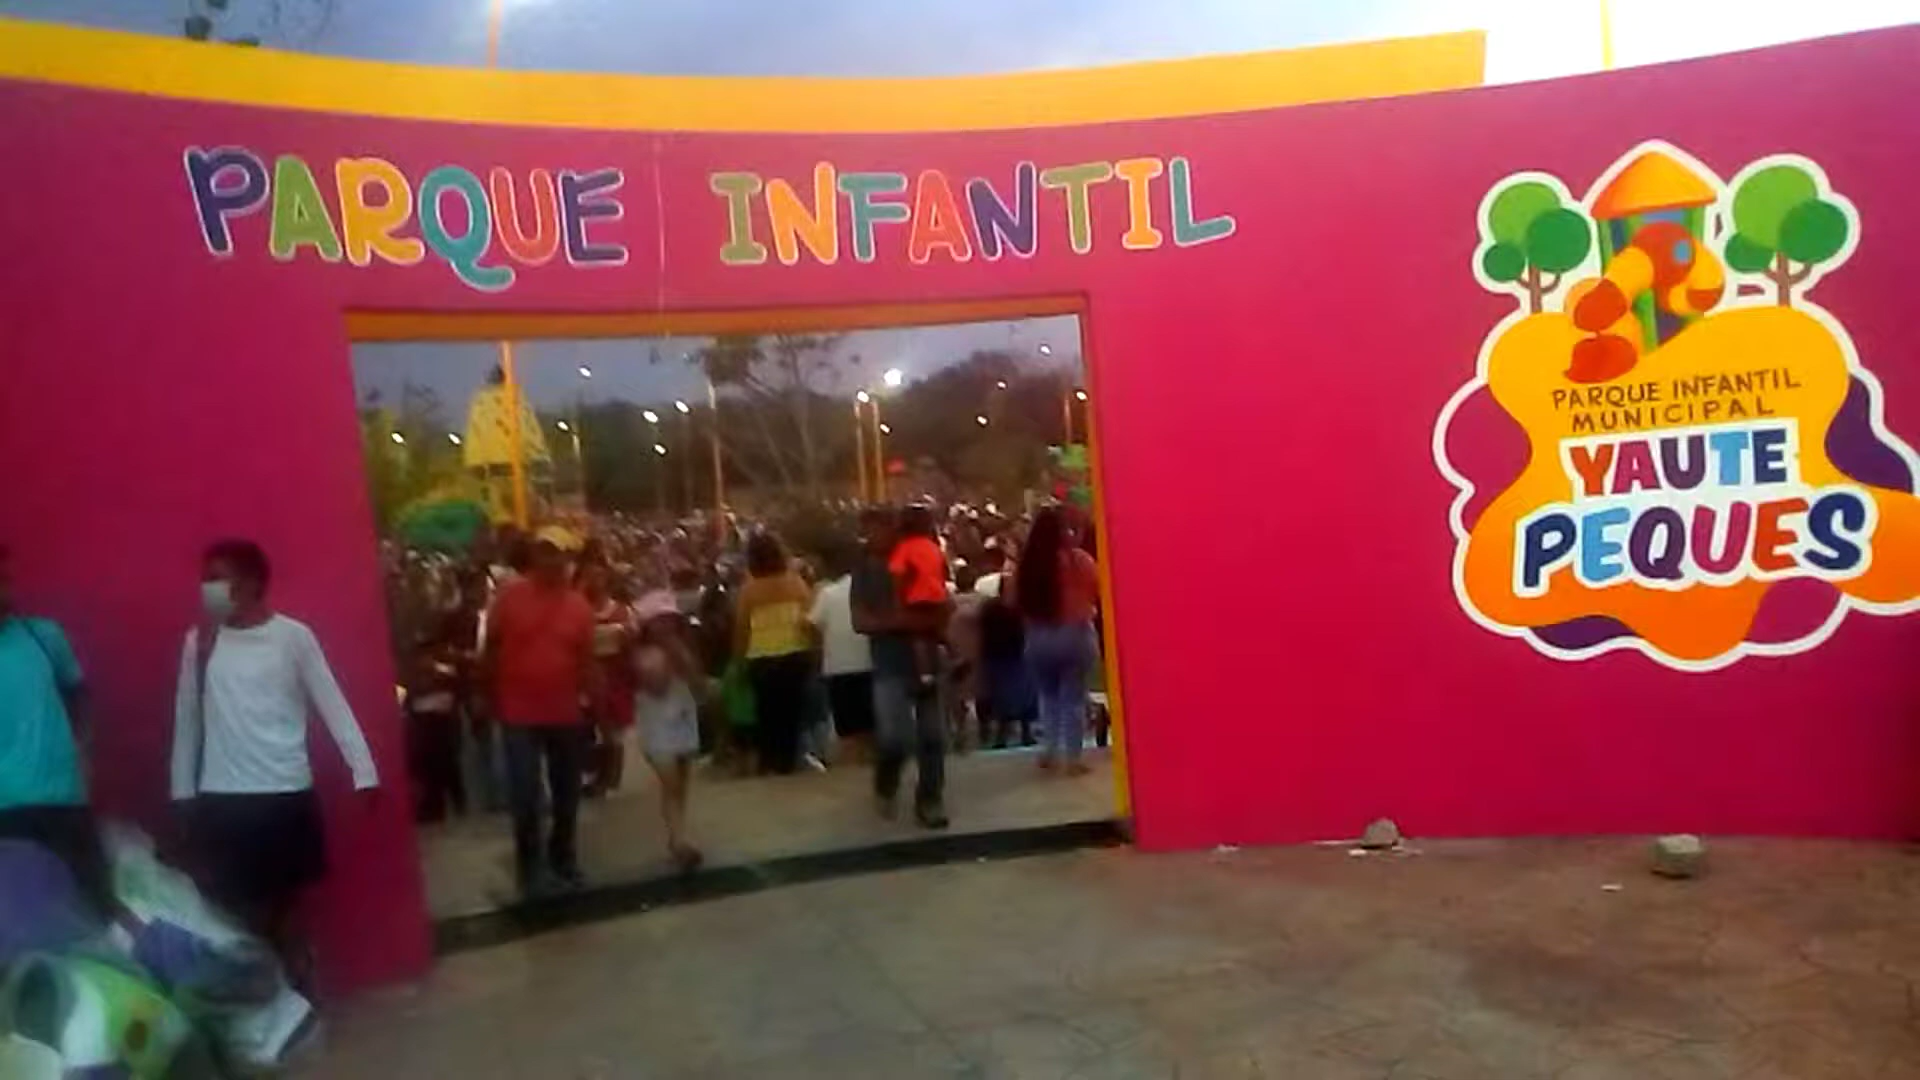 PARQUE INFANTIL
PARQUE INFANTIL
MUNICIPAL
YAUTE
PEQUES